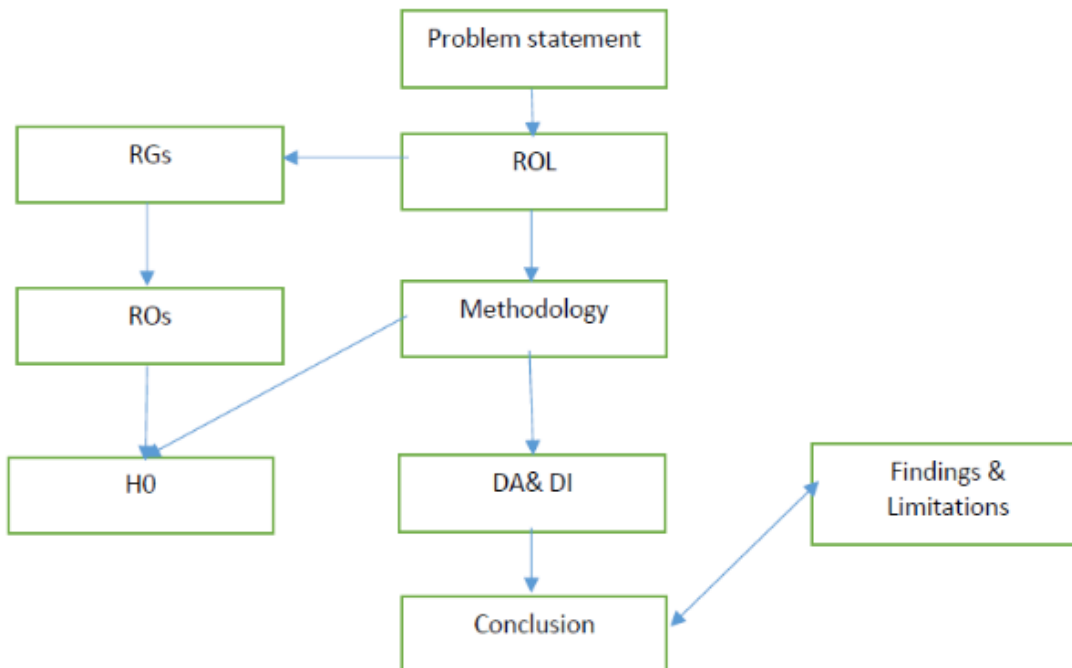 Problem statement
RGs
ROL
ROs
Methodology
H0
DA& DI
Findings &
Limitations
Conclusion